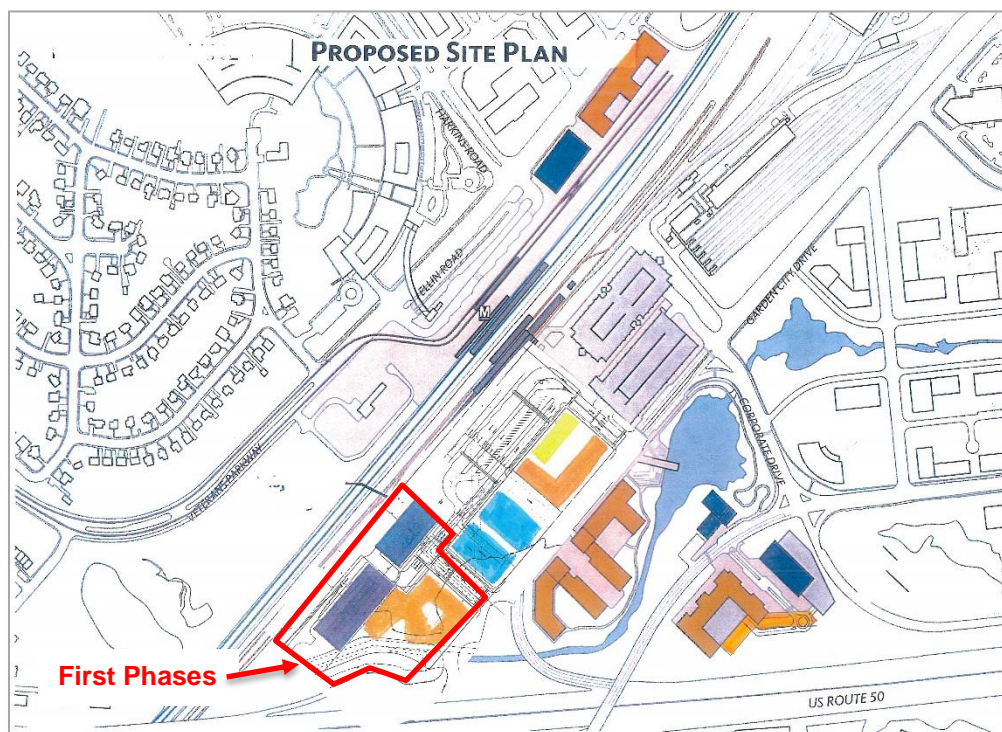 PROPOSED SITE PLAN
HARKINS ROAD
ELLIN ROAD
M
GARDEN CITY DRIVE
CORPORATE DRIVE
VETERANS PARKWAY
First Phases
US ROUTE 50